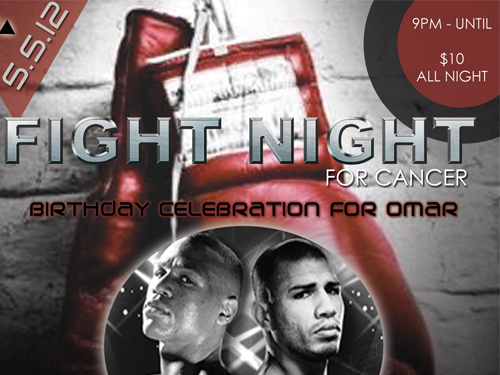 5.5.12
9PM - UNTIL
$10
ALL NIGHT
FIGHT NIGHT
FOR CANCER
BIRTHDAY CELEBRATION FOR OMAR